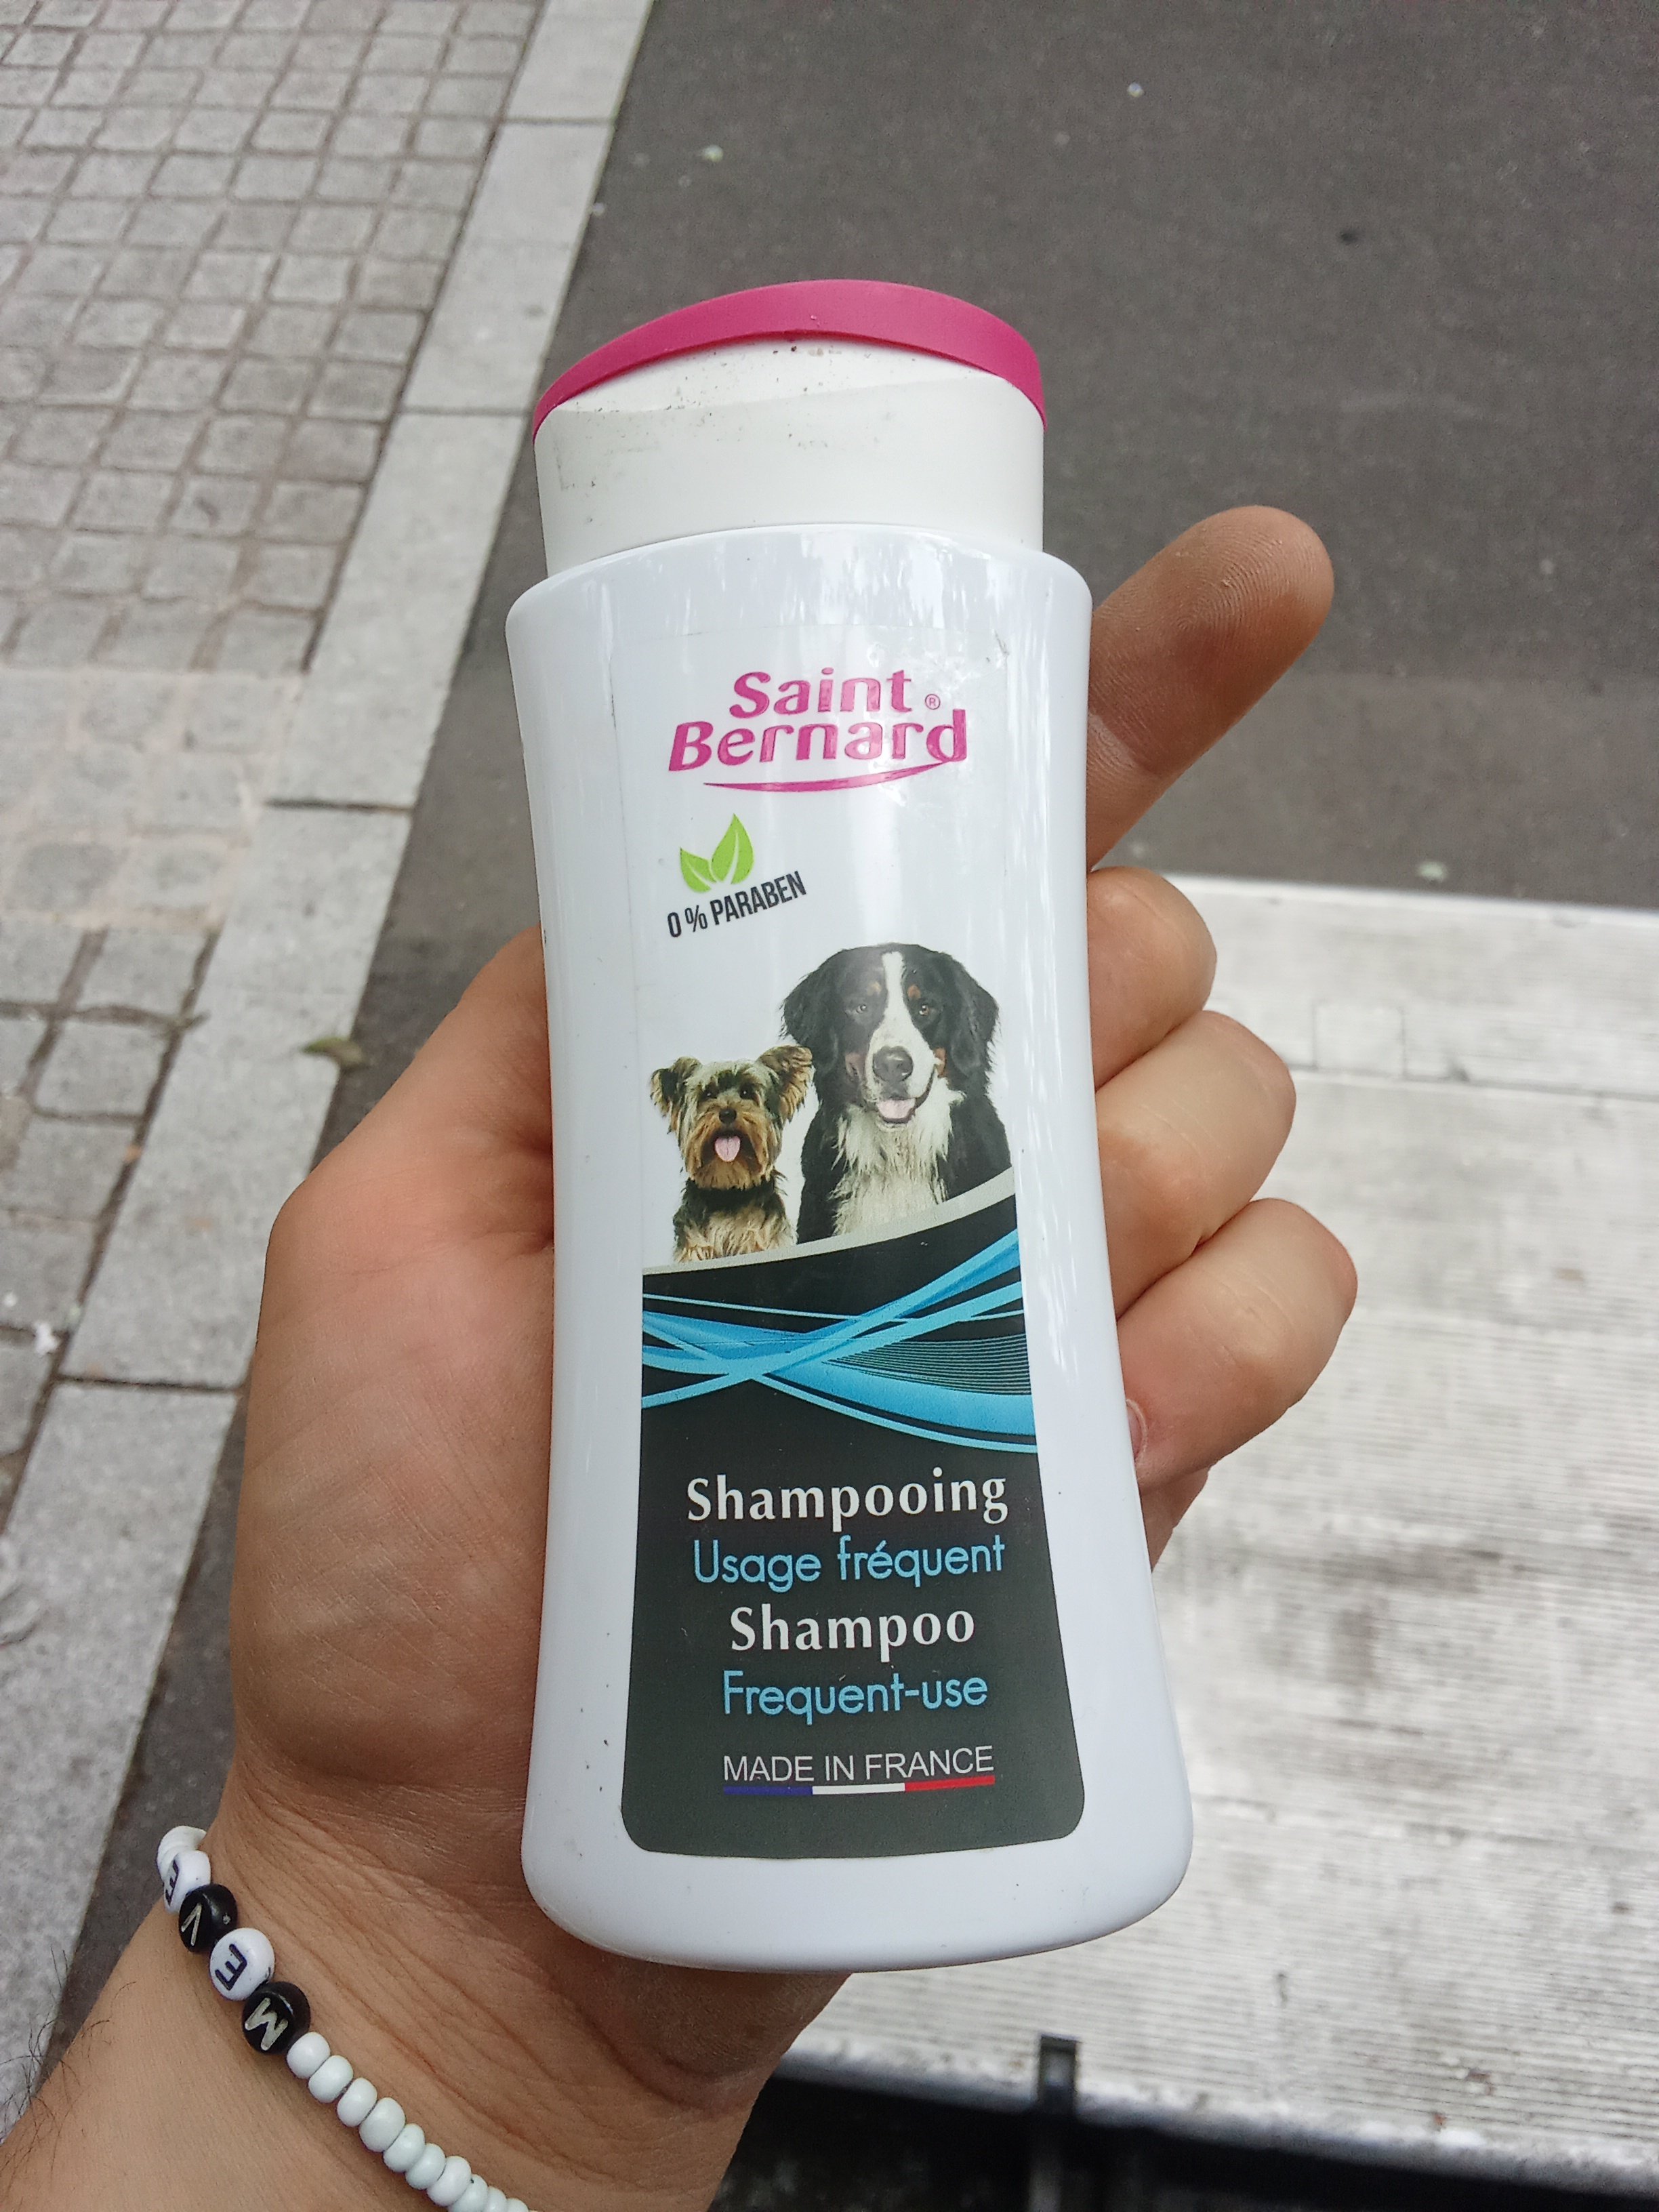 Saint ®
Bernard
0 % PARABEN
Shampooing
Usage fréquent
Shampoo
Frequent-use
MADE IN FRANCE
E
V
E
M